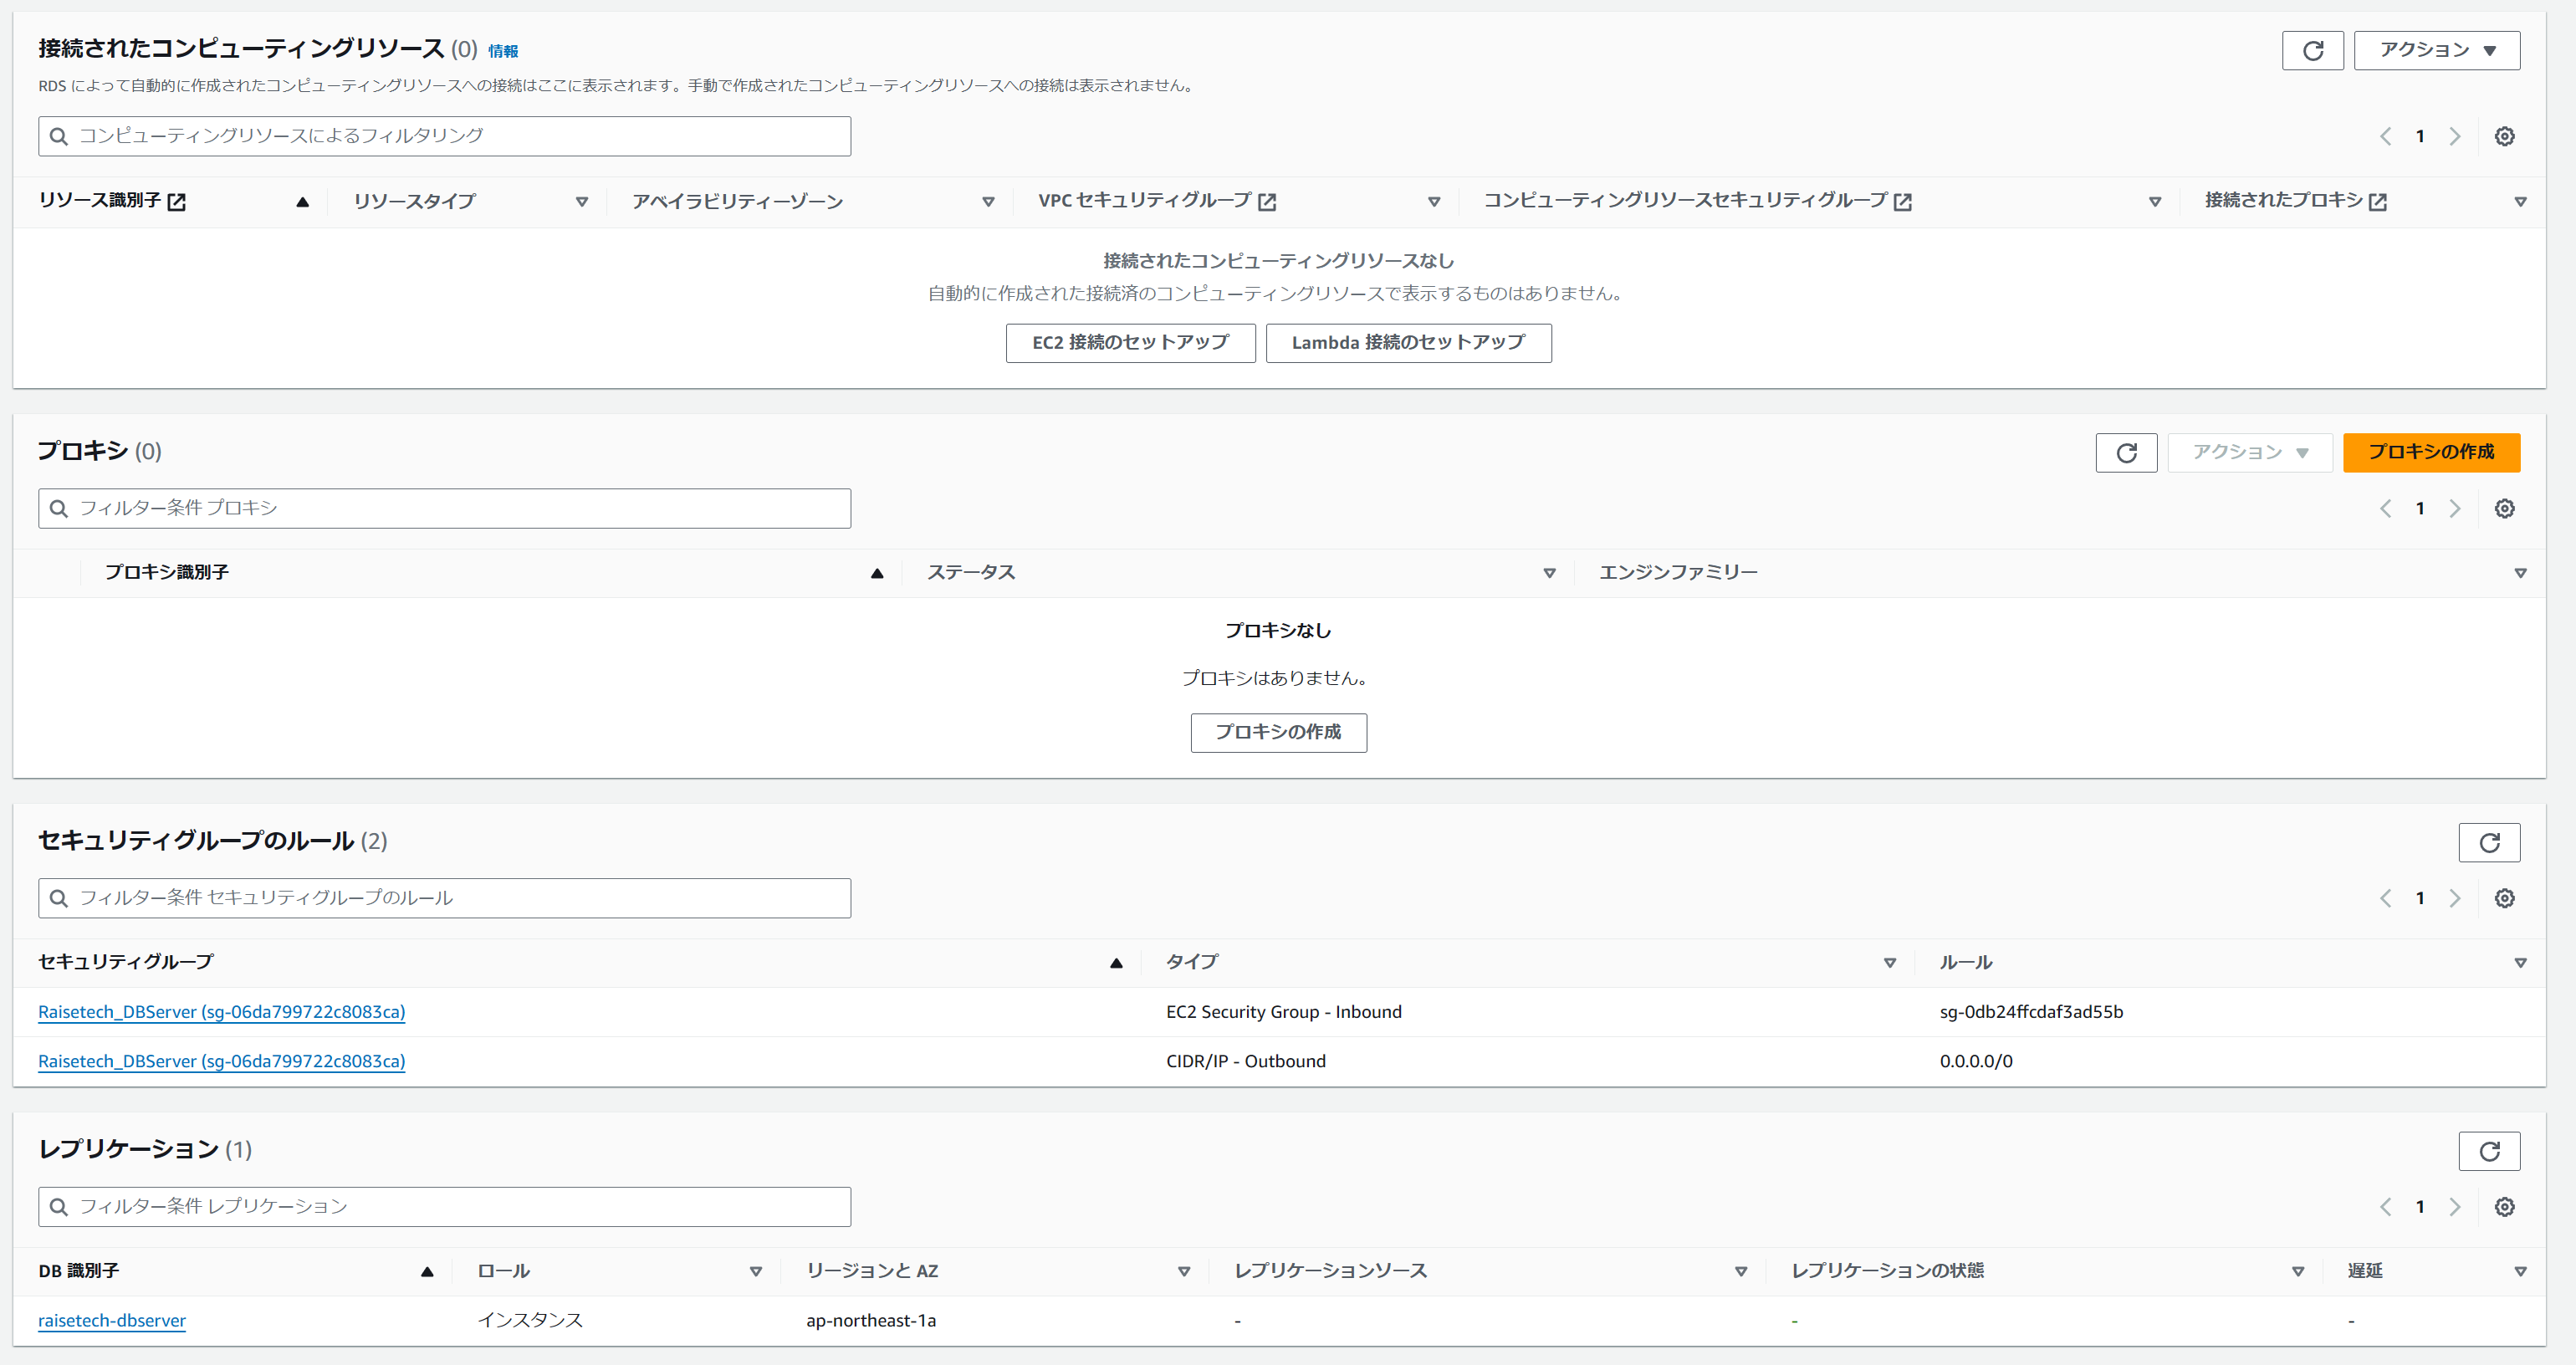 接続されたコンピューティングリソース (0) 情報
アクション
RDS によって自動的に作成されたコンピューティングリソースへの接続はここに表示されます。手動で作成されたコンピューティングリソースへの接続は表示されません。
コンピューティングリソースによるフィルタリング
1
リソース識別子 リソースタイプ アベイラビリティーゾーン VPC セキュリティグループ コンピューティングリソースセキュリティグループ 接続されたプロキシ
接続されたコンピューティングリソースなし
自動的に作成された接続済のコンピューティングリソースで表示するものはありません。
EC2 接続のセットアップ Lambda 接続のセットアップ
プロキシ (0)
アクション プロキシの作成
フィルター条件 プロキシ
1
プロキシ識別子 ステータス エンジンファミリー
プロキシなし
プロキシはありません。
プロキシの作成
セキュリティグループのルール (2)
フィルター条件 セキュリティグループのルール
1
セキュリティグループ タイプ ルール
Raisetech_DBServer (sg-06da799722c8083ca) EC2 Security Group - Inbound sg-0db24ffcdaf3ad55b
Raisetech_DBServer (sg-06da799722c8083ca) CIDR/IP - Outbound 0.0.0.0/0
レプリケーション (1)
フィルター条件 レプリケーション
1
DB 識別子 ロール リージョンと AZ レプリケーションソース レプリケーションの状態 遅延
raisetech-dbserver インスタンス ap-northeast-1a - - -